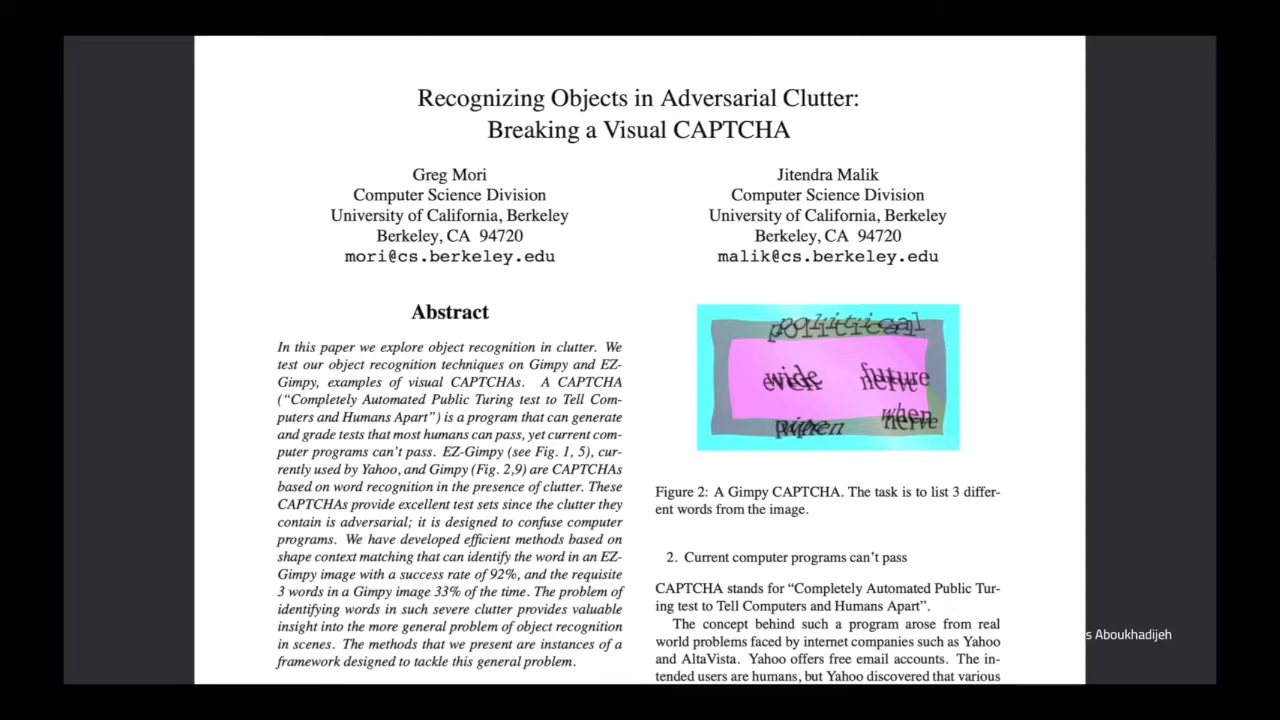 Recognizing Objects in Adversarial Clutter:
Breaking a Visual CAPTCHA
Greg Mori
Computer Science Division
University of California, Berkeley
Berkeley, CA 94720
mori@cs.berkeley.edu
Jitendra Malik
Computer Science Division
University of California, Berkeley
Berkeley, CA 94720
malik@cs.berkeley.edu
Abstract
In this paper we explore object recognition in clutter. We
test our object recognition techniques on Gimpy and EZ-
Gimpy, examples of visual CAPTCHAs. A CAPTCHA
(“Completely Automated Public Turing test to Tell Com-
puters and Humans Apart”) is a program that can generate
and grade tests that most humans can pass, yet current com-
puter programs can't pass. EZ-Gimpy (see Fig. 1, 5), cur-
rently used by Yahoo, and Gimpy (Fig. 2,9) are CAPTCHAs
based on word recognition in the presence of clutter. These
CAPTCHAs provide excellent test sets since the clutter they
contain is adversarial; it is designed to confuse computer
programs. We have developed efficient methods based on
shape context matching that can identify the word in an EZ-
Gimpy image with a success rate of 92%, and the requisite
3 words in a Gimpy image 33% of the time. The problem of
identifying words in such severe clutter provides valuable
insight into the more general problem of object recognition
in scenes. The methods that we present are instances of a
framework designed to tackle this general problem.
political
wide future
when
nerve
Figure 2: A Gimpy CAPTCHA. The task is to list 3 differ-
ent words from the image.
2. Current computer programs can't pass
CAPTCHA stands for “Completely Automated Public Tur-
ing test to Tell Computers and Humans Apart”.
The concept behind such a program arose from real
world problems faced by internet companies such as Yahoo
and AltaVista. Yahoo offers free email accounts. The in-
tended users are humans, but Yahoo discovered that various
s Aboukhadijeh